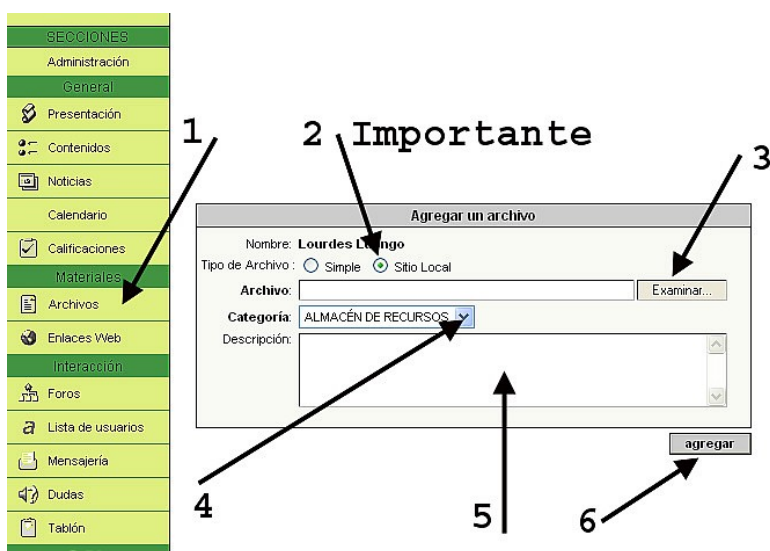 SECCIONES
Administración
General
Presentación
Contenidos
Noticias
Calendario
Calificaciones
Materiales
Archivos
Enlaces Web
Interacción
Foros
Lista de usuarios
Mensajería
Dudas
Tablón
1
2 Importante
3
Agregar un archivo
Nombre: Lourdes
Tipo de Archivo : Simple Sitio Local
Archivo: Examinar...
Categoría: ALMACÉN DE RECURSOS
Descripción:
agregar
4
5
6